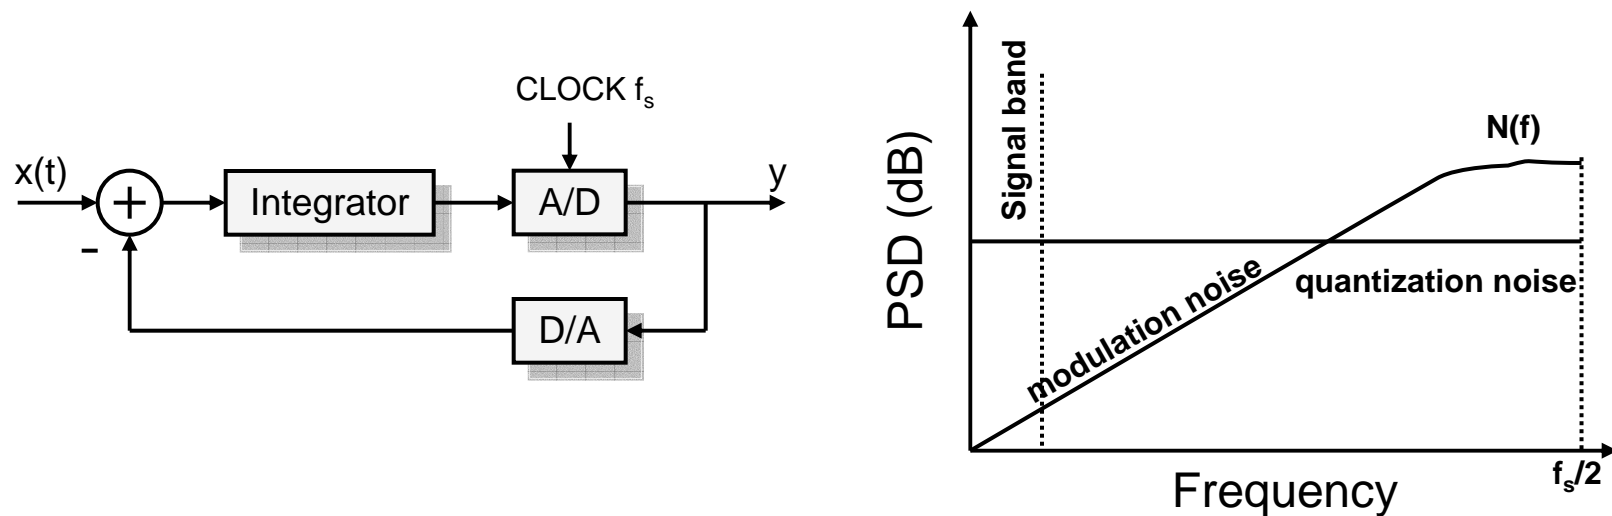 CLOCK fₛ
x(t)
+
Integrator
A/D
y
-
D/A
PSD (dB)
Signal band
N(f)
modulation noise
quantization noise
fₛ/2
Frequency